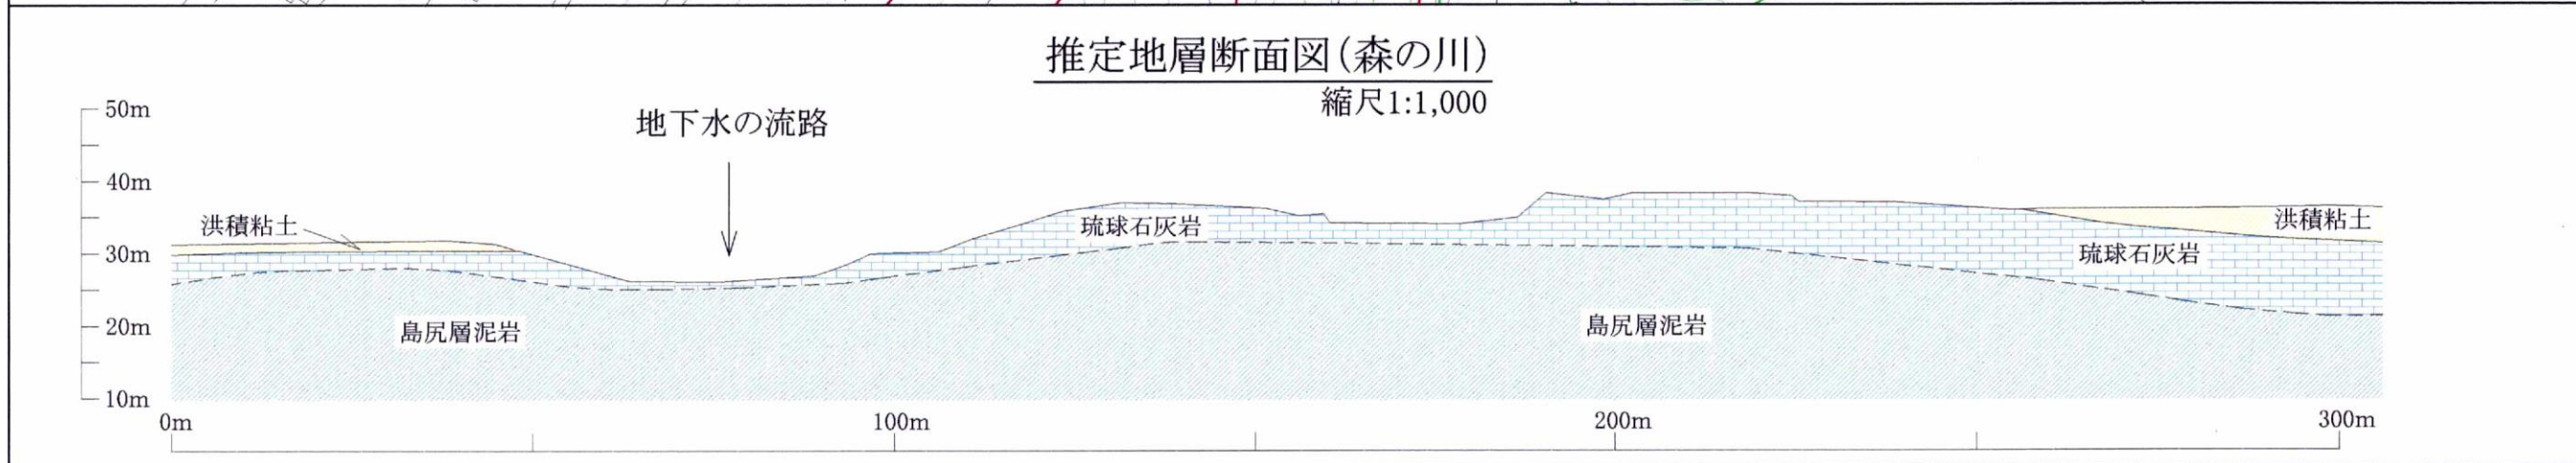 推定地層断面図(森の川)
縮尺1:1,000
50m
地下水の流路
40m
洪積粘土
琉球石灰岩
洪積粘土
30m
琉球石灰岩
20m
島尻層泥岩
島尻層泥岩
10m
0m
100m
200m
300m